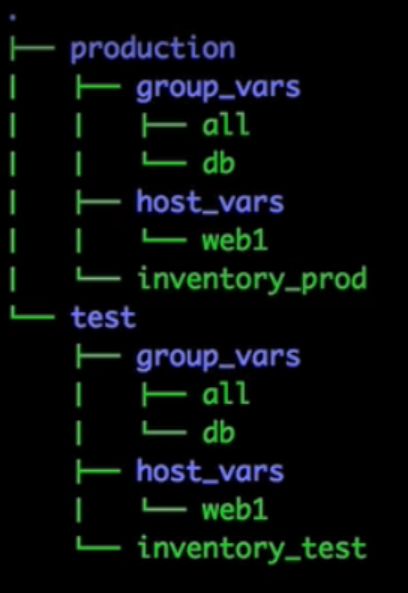 .
├── production
│   ├── group_vars
│   │   ├── all
│   │   └── db
│   ├── host_vars
│   │   └── web1
│   └── inventory_prod
└── test
    ├── group_vars
    │   ├── all
    │   └── db
    ├── host_vars
    │   └── web1
    └── inventory_test